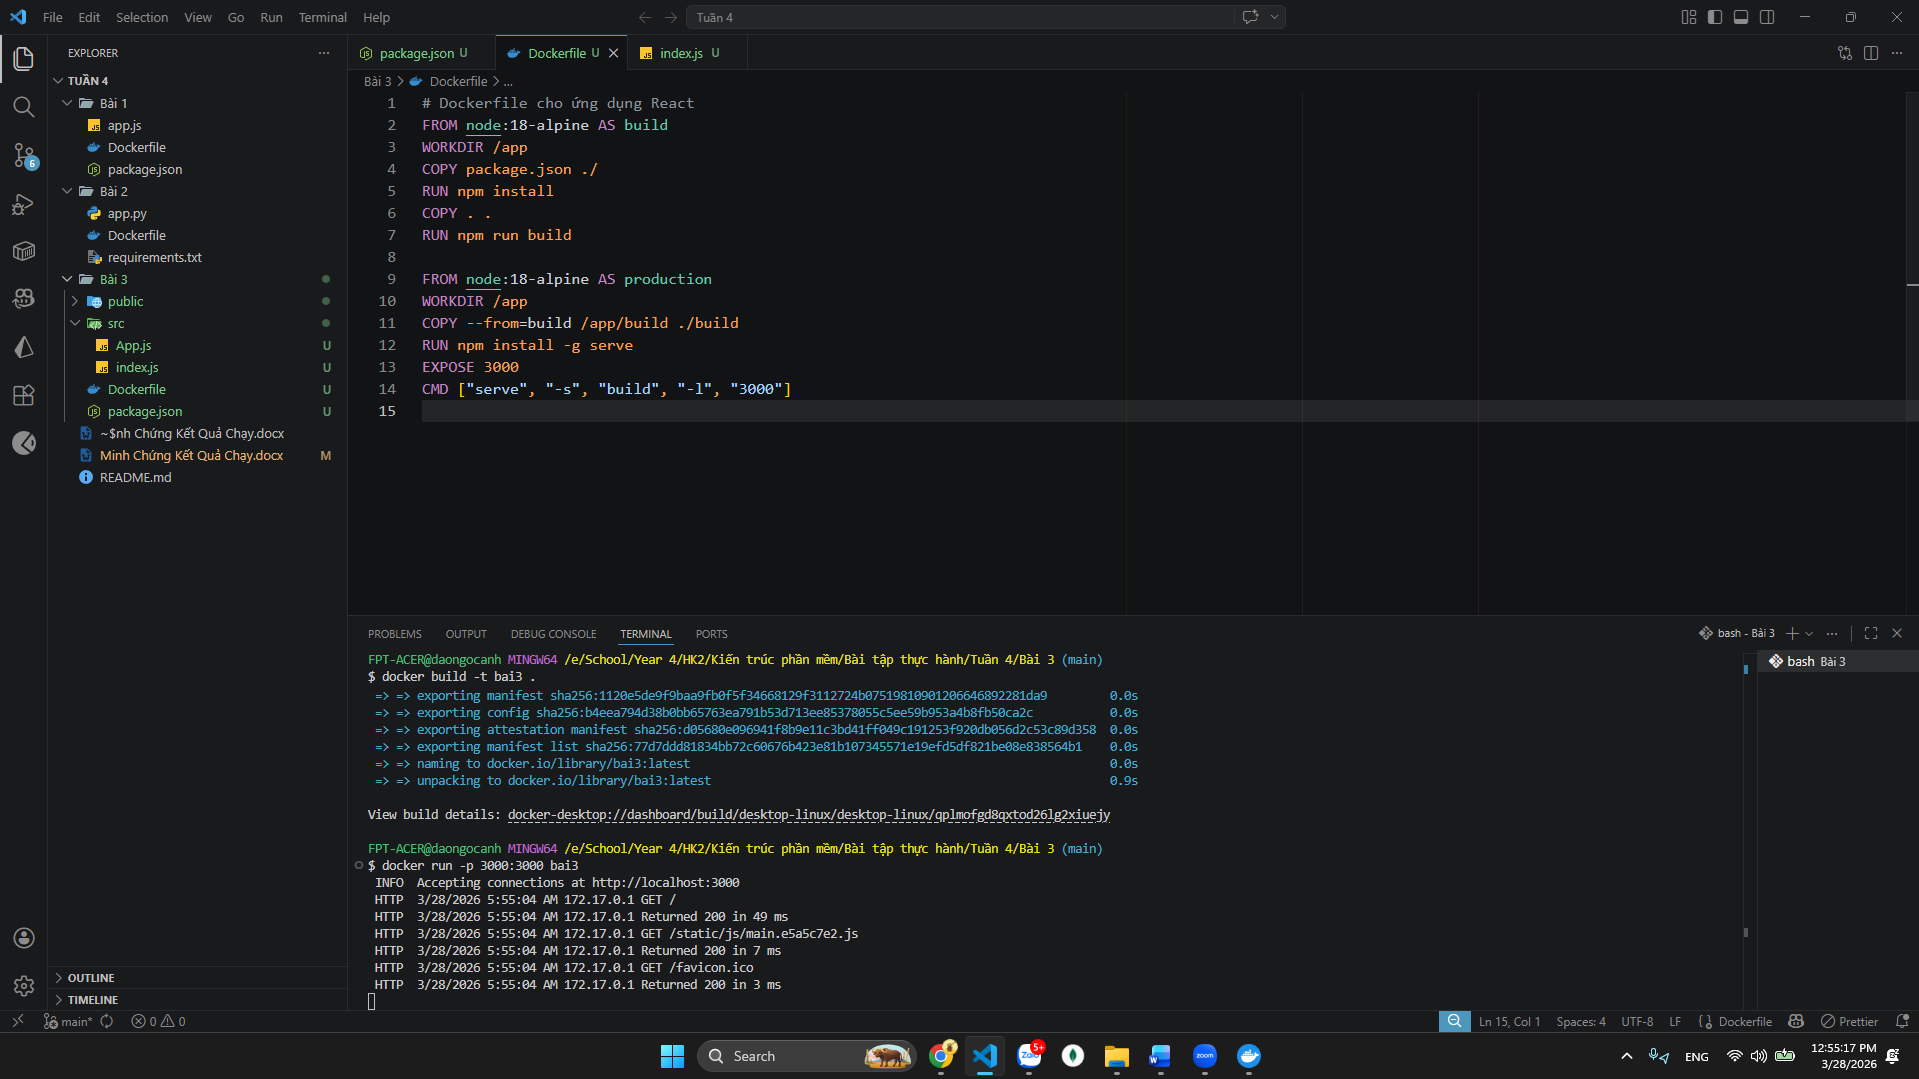 File Edit Selection View Go Run Terminal Help
Tuần 4
EXPLORER
TUẦN 4
Bài 1
app.js
Dockerfile
package.json
Bài 2
app.py
Dockerfile
requirements.txt
Bài 3
public
src
App.js U
index.js U
Dockerfile U
package.json U
~$nh Chứng Kết Quả Chạy.docx
Minh Chứng Kết Quả Chạy.docx M
README.md
OUTLINE
TIMELINE
6
package.json U
Dockerfile U
index.js U
Bài 3 > Dockerfile > ...
1 # Dockerfile cho ứng dụng React
2 FROM node:18-alpine AS build
3 WORKDIR /app
4 COPY package.json ./
5 RUN npm install
6 COPY . .
7 RUN npm run build
8
9 FROM node:18-alpine AS production
10 WORKDIR /app
11 COPY --from=build /app/build ./build
12 RUN npm install -g serve
13 EXPOSE 3000
14 CMD ["serve", "-s", "build", "-l", "3000"]
15
PROBLEMS OUTPUT DEBUG CONSOLE TERMINAL PORTS
bash - Bài 3
bash Bài 3
FPT-ACER@daongocanh MINGW64 /e/School/Year 4/HK2/Kiến trúc phần mềm/Bài tập thực hành/Tuần 4/Bài 3 (main)
$ docker build -t bai3 .
=> => exporting manifest sha256:1120e5de9f9baa9fb0f5f34668129f3112724b07519810901206646892281da9 0.0s
=> => exporting config sha256:b4eea794d38b0bb65763ea791b53d713ee85378055c5ee59b953a4b8fb50ca2c 0.0s
=> => exporting attestation manifest sha256:d05680e096941f8b9e11c3bd41ff049c191253f920db056d2c53c89d358 0.0s
=> => exporting manifest list sha256:77d7ddd81834bb72c60676b423e81b107345571e19efd5df821be08e838564b1 0.0s
=> => naming to docker.io/library/bai3:latest 0.0s
=> => unpacking to docker.io/library/bai3:latest 0.9s
View build details: docker-desktop://dashboard/build/desktop-linux/desktop-linux/qplmofgd8qxtod26lg2xiuejy
FPT-ACER@daongocanh MINGW64 /e/School/Year 4/HK2/Kiến trúc phần mềm/Bài tập thực hành/Tuần 4/Bài 3 (main)
$ docker run -p 3000:3000 bai3
INFO Accepting connections at http://localhost:3000
HTTP 3/28/2026 5:55:04 AM 172.17.0.1 GET /
HTTP 3/28/2026 5:55:04 AM 172.17.0.1 Returned 200 in 49 ms
HTTP 3/28/2026 5:55:04 AM 172.17.0.1 GET /static/js/main.e5a5c7e2.js
HTTP 3/28/2026 5:55:04 AM 172.17.0.1 Returned 200 in 7 ms
HTTP 3/28/2026 5:55:04 AM 172.17.0.1 GET /favicon.ico
HTTP 3/28/2026 5:55:04 AM 172.17.0.1 Returned 200 in 3 ms
main* 0 0
Ln 15, Col 1 Spaces: 4 UTF-8 LF {} Dockerfile Prettier
Search
Zalo 5+
zoom
ENG
12:55:17 PM
3/28/2026